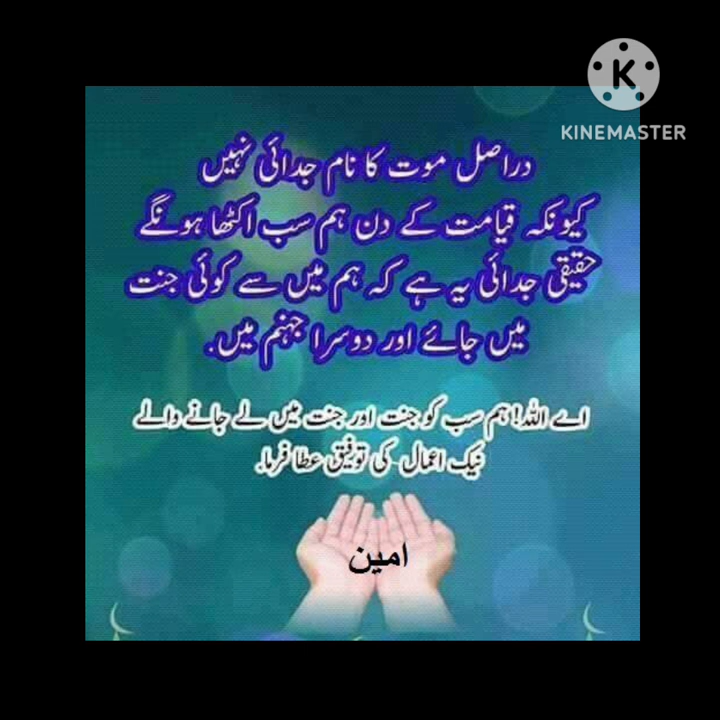 KINEMASTER
دراصل موت کا نام جدائی نہیں
کیونکہ قیامت کے دن ہم سب اکٹھا ہونگے
حقیقی جدائی یہ ہے کہ ہم میں سے کوئی جنت
میں جائے اور دوسرا جہنم میں.
اے اللہ! ہم سب کو جنت اور جنت میں لے جانے والے
نیک اعمال کی توفیق عطا فرما.
امین